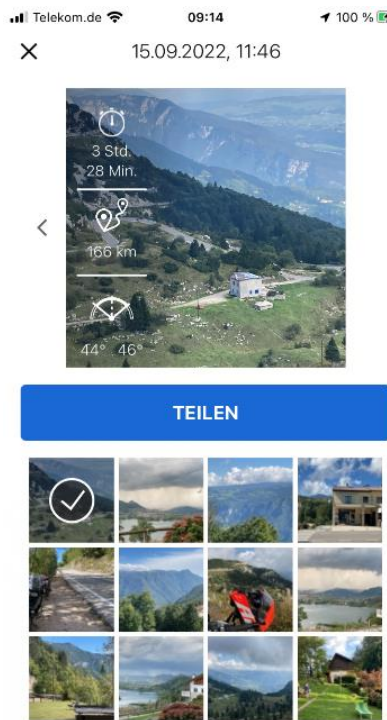 Telekom.de 09:14 100 %
15.09.2022, 11:46
3 Std.
28 Min.
166 km
44° 46°
TEILEN